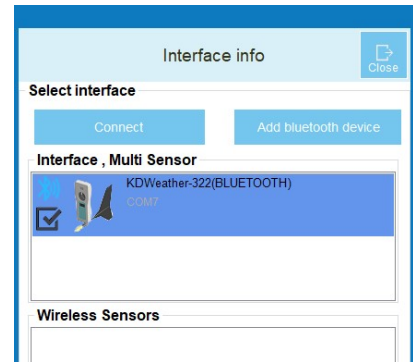 Interface info
Close
Select interface
Connect
Add bluetooth device
Interface , Multi Sensor
KDWeather-322(BLUETOOTH)
COM7
Wireless Sensors